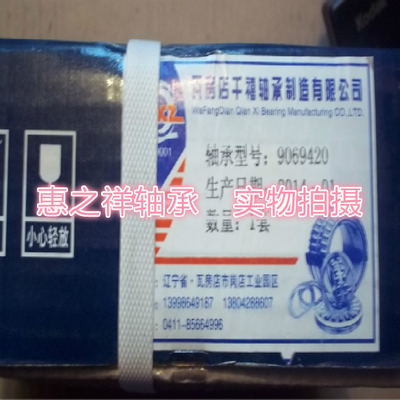 瓦房店千禧轴承制造有限公司
WaFangDian Qian Xi Bearing Manufacturing CO.,LTD.
轴承型号：9069420
生产日期：2014-01
数量：1套
惠之祥轴承 实物拍摄
小心轻放
：辽宁省·瓦房店市岗店工业园区
：13998649187 13804288607
：0411-85664996